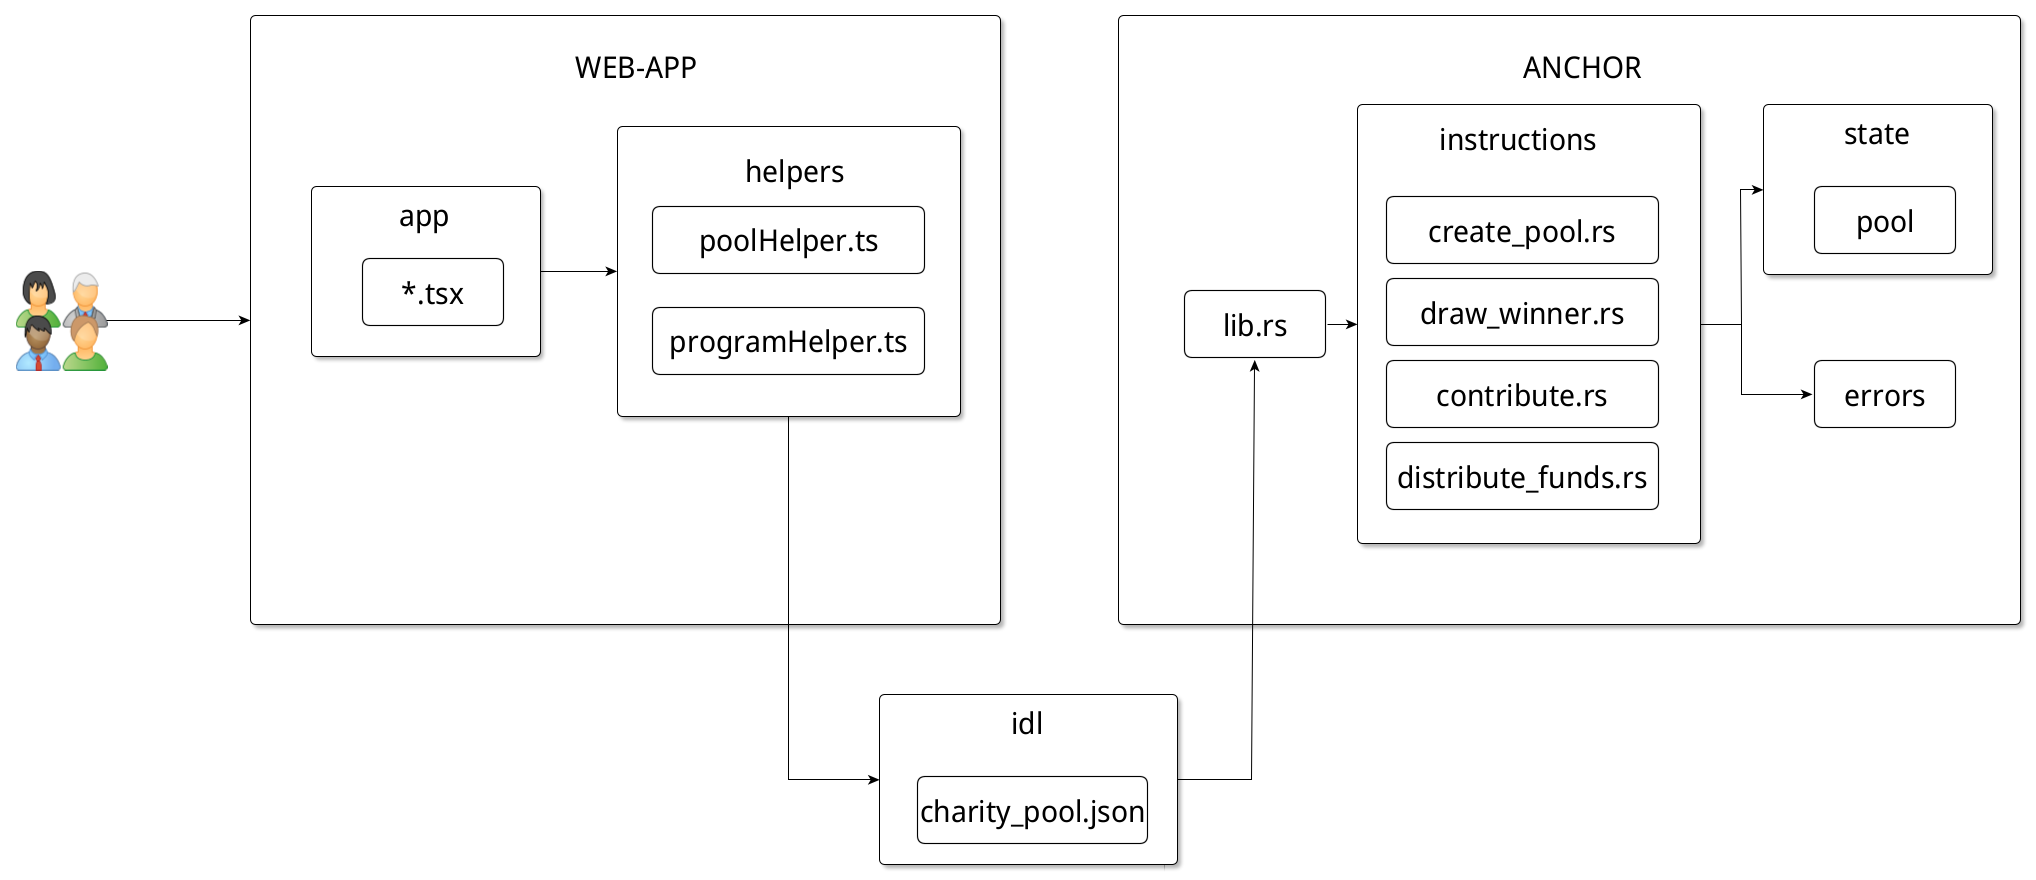 WEB-APP
app
*.tsx
helpers
poolHelper.ts
programHelper.ts
idl
charity_pool.json
ANCHOR
lib.rs
instructions
create_pool.rs
draw_winner.rs
contribute.rs
distribute_funds.rs
state
pool
errors